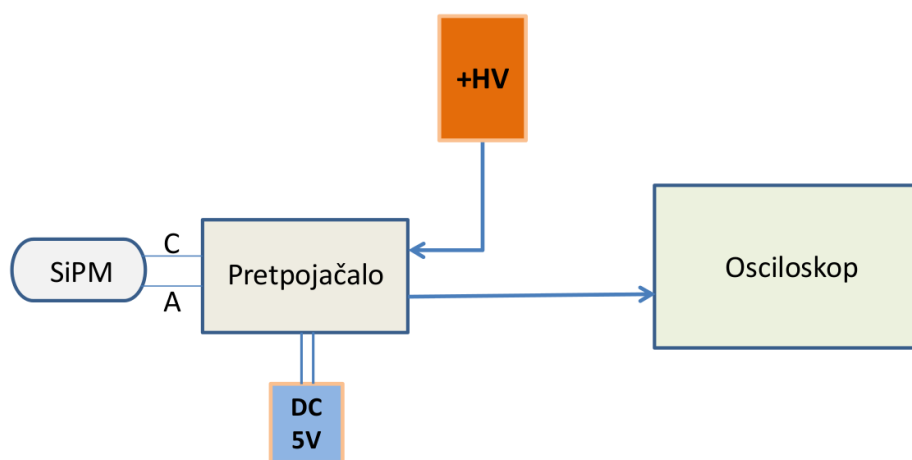 +HV
C
SiPM
A
Pretpojačalo
Osciloskop
DC
5V